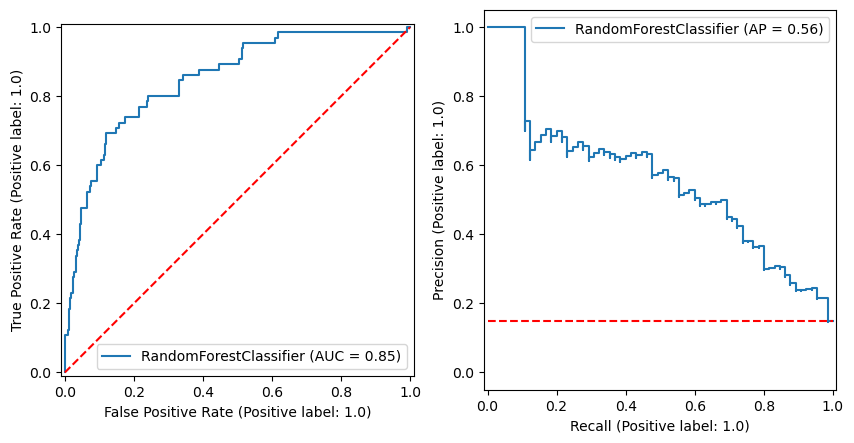 True Positive Rate (Positive label: 1.0)
1.0
0.8
0.6
0.4
0.2
0.0
RandomForestClassifier (AUC = 0.85)
0.0 0.2 0.4 0.6 0.8 1.0
False Positive Rate (Positive label: 1.0)
Precision (Positive label: 1.0)
1.0
0.8
0.6
0.4
0.2
0.0
RandomForestClassifier (AP = 0.56)
0.0 0.2 0.4 0.6 0.8 1.0
Recall (Positive label: 1.0)